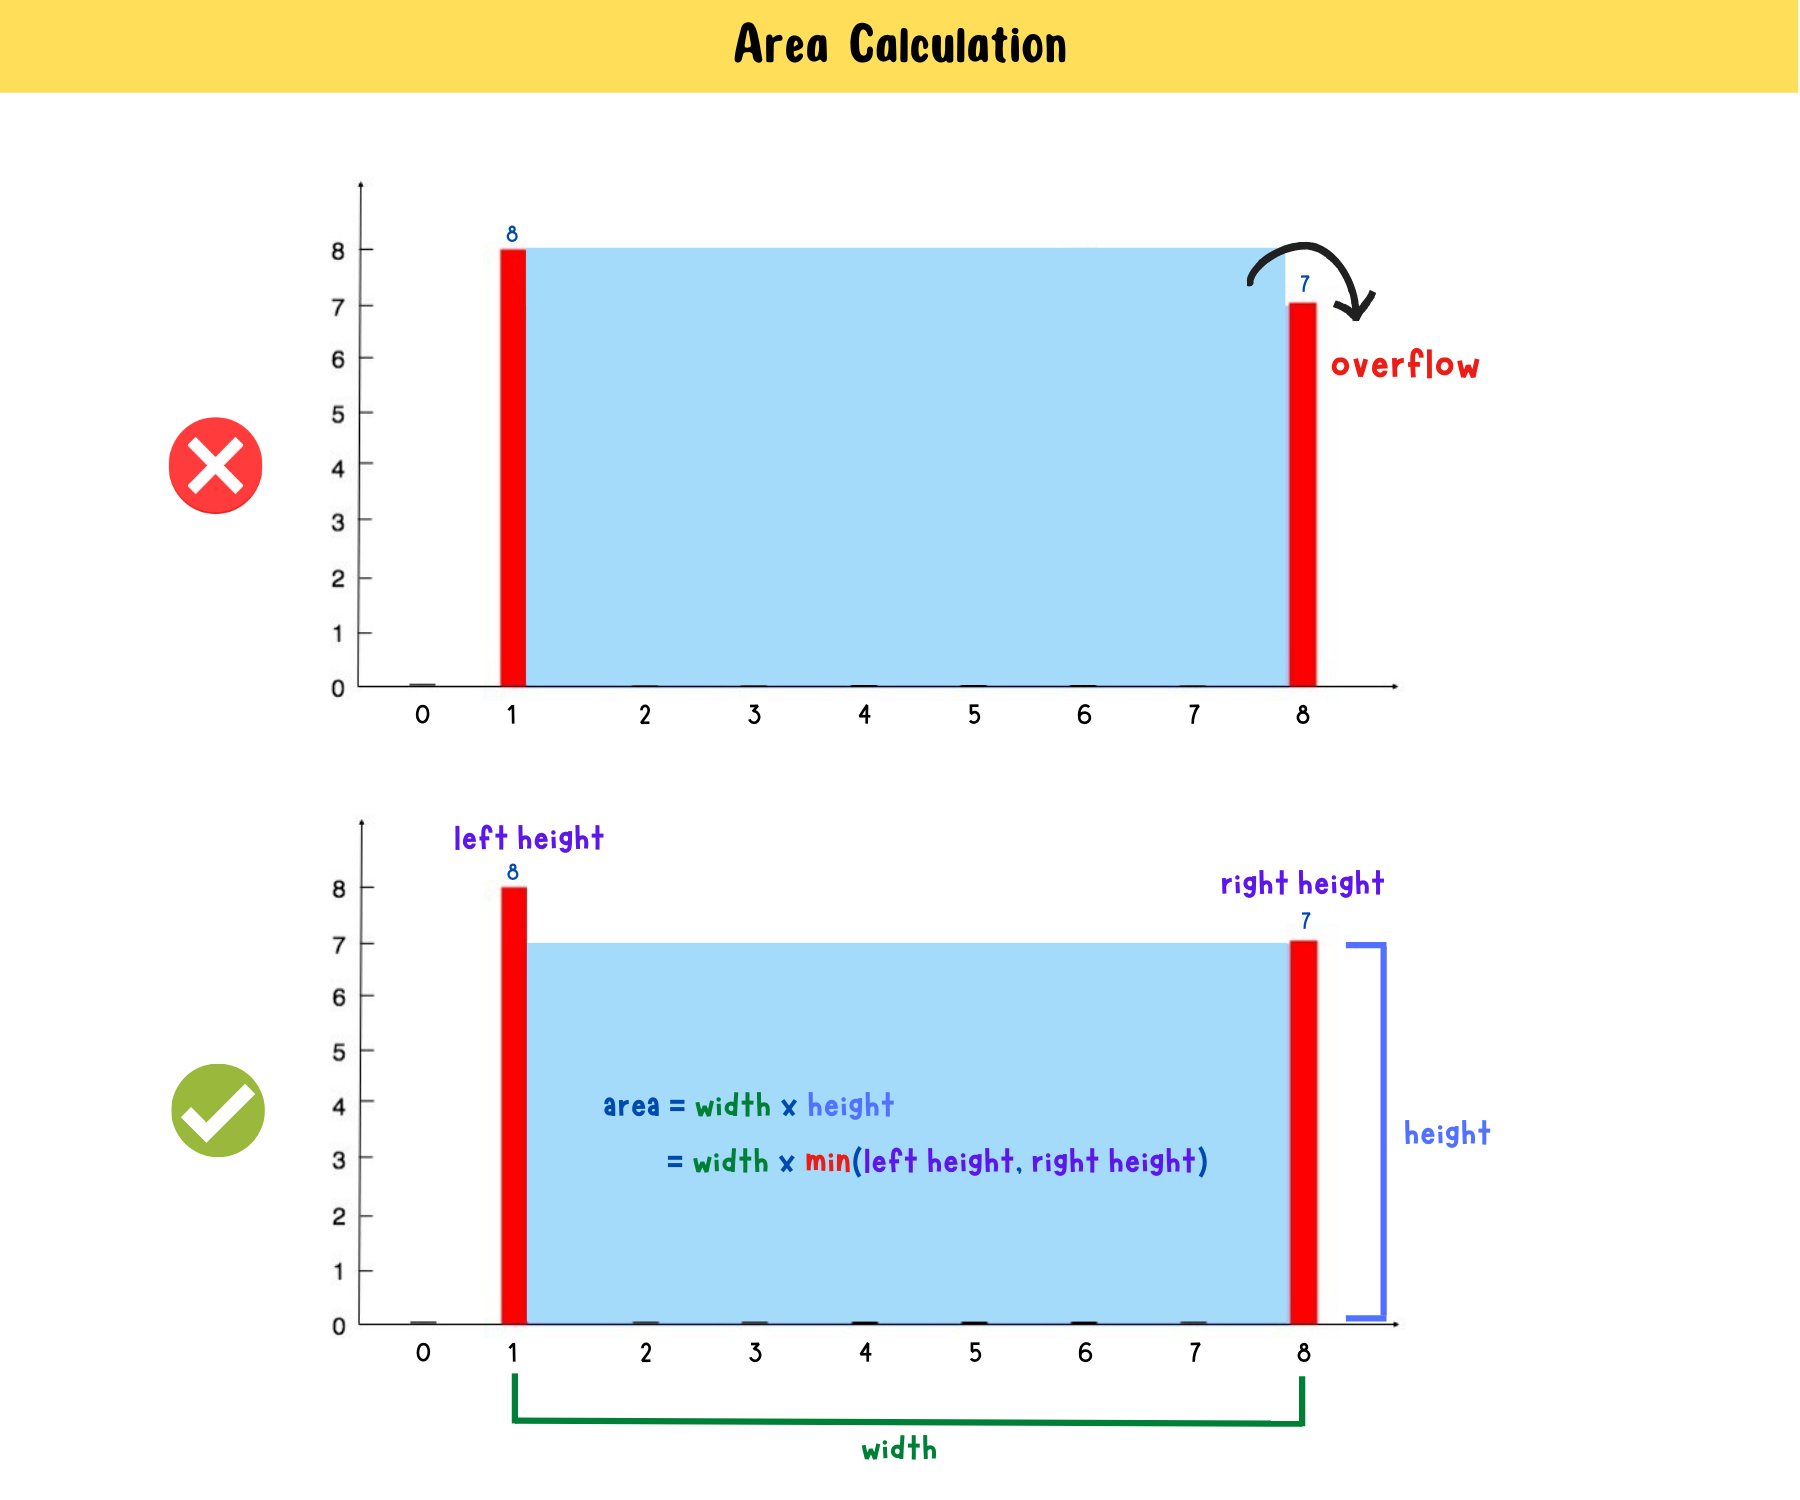 Area Calculation
8
8
7
7
6
overflow
5
4
3
2
1
0
0 1 2 3 4 5 6 7 8
left height
8
right height
8
7
7
6
5
area = width x height
4
height
= width x min(left height, right height)
3
2
1
0
0 1 2 3 4 5 6 7 8
width